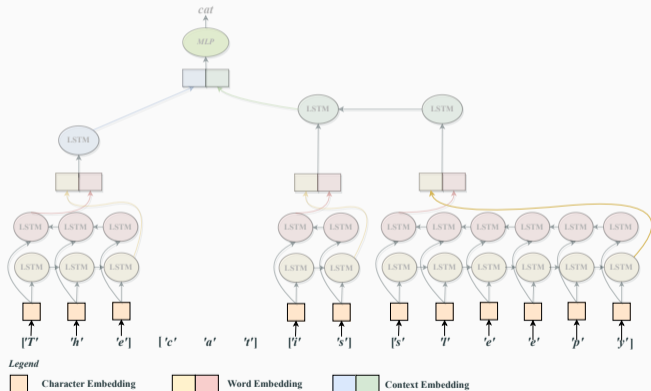 cat
MLP
LSTM LSTM
LSTM
LSTM LSTM LSTM LSTM LSTM LSTM LSTM LSTM LSTM LSTM LSTM
LSTM LSTM LSTM LSTM LSTM LSTM LSTM LSTM LSTM LSTM LSTM
['T' 'h' 'e'] ['c' 'a' 't'] ['i' 's'] ['s' 'l' 'e' 'e' 'p' 'y']
Legend
Character Embedding Word Embedding Context Embedding